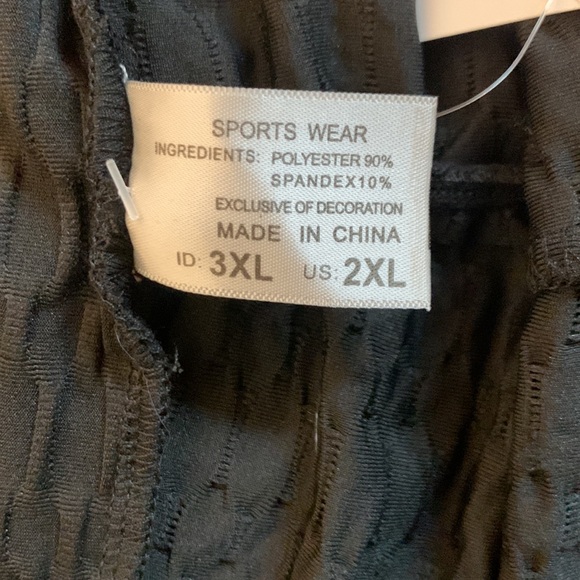 SPORTS WEAR
INGREDIENTS: POLYESTER 90%
SPANDEX10%
EXCLUSIVE OF DECORATION
MADE IN CHINA
ID: 3XL US: 2XL